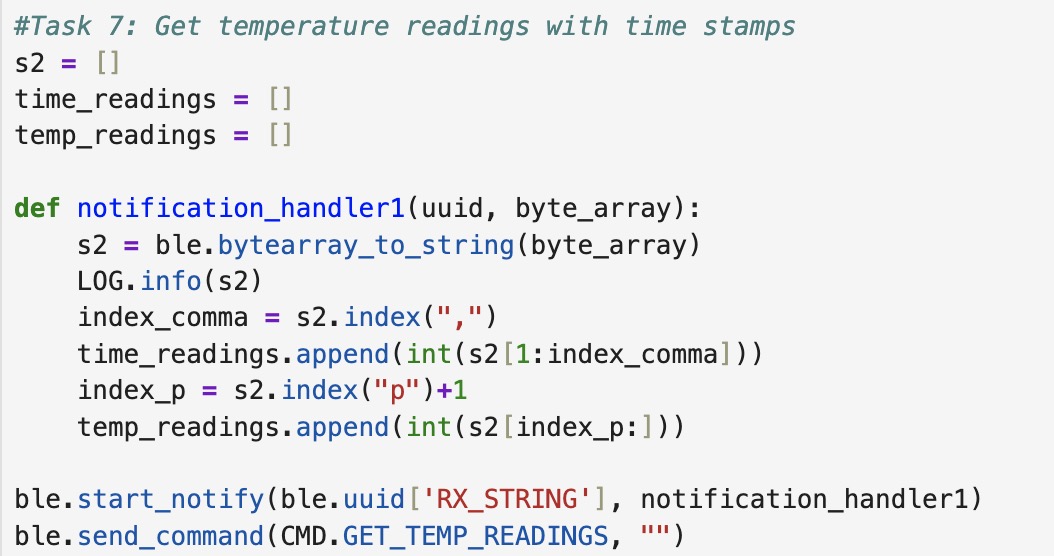 #Task 7: Get temperature readings with time stamps
s2 = []
time_readings = []
temp_readings = []
def notification_handler1(uuid, byte_array):
    s2 = ble.bytearray_to_string(byte_array)
    LOG.info(s2)
    index_comma = s2.index(",")
    time_readings.append(int(s2[1:index_comma]))
    index_p = s2.index("p")+1
    temp_readings.append(int(s2[index_p:]))
ble.start_notify(ble.uuid['RX_STRING'], notification_handler1)
ble.send_command(CMD.GET_TEMP_READINGS, "")